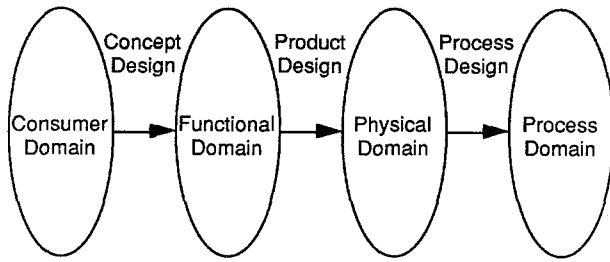 Concept
Design
Product
Design
Process
Design
Consumer
Domain
Functional
Domain
Physical
Domain
Process
Domain